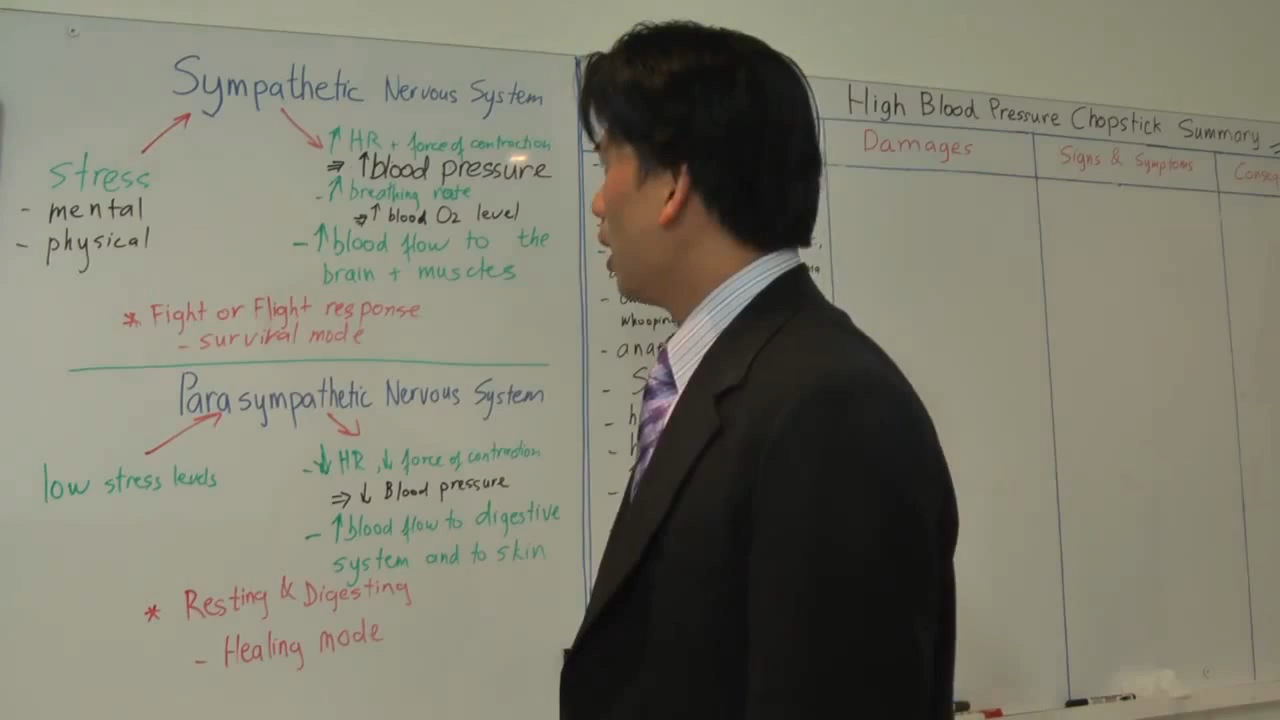 Sympathetic Nervous System
stress
- mental
- physical
↑ HR + force of contraction
⇒ ↑ blood pressure
- ↑ breathing rate
⇒ ↑ blood O2 level
- ↑ blood flow to the
brain + muscles
* Fight or Flight response
- survival mode
Parasympathetic Nervous System
low stress levels
- ↓ HR, ↓ force of contraction
⇒ ↓ Blood pressure
- ↑ blood flow to digestive
system and to skin
* Resting & Digesting
- Healing mode
High Blood Pressure Chopstick Summary
Damages
Signs & Symptoms